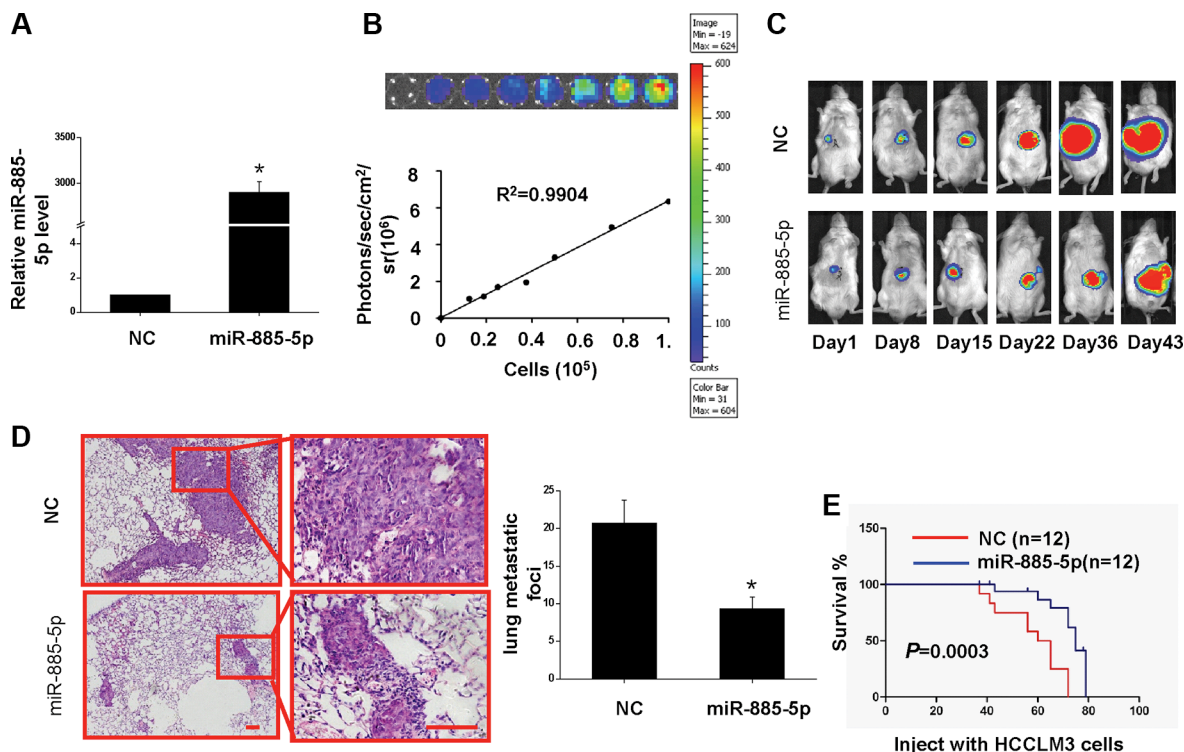 A
Relative miR-885-
5p level
3500
3000
4
2
0
*
NC
miR-885-5p
B
Image
Min = -19
Max = 624
600
500
400
300
200
100
Counts
Color Bar
Min = 31
Max = 604
Photons/sec/cm²/
sr(10⁶)
8
6
4
2
0
R²=0.9904
0 0.2 0.4 0.6 0.8 1.
Cells (10⁵)
C
NC
miR-885-5p
Day1 Day8 Day15 Day22 Day36 Day43
D
NC
miR-885-5p
lung metastatic
foci
25
20
15
10
5
0
*
NC
miR-885-5p
E
Survival %
150
100
50
0
NC (n=12)
miR-885-5p(n=12)
P=0.0003
0 20 40 60 80 100
Inject with HCCLM3 cells